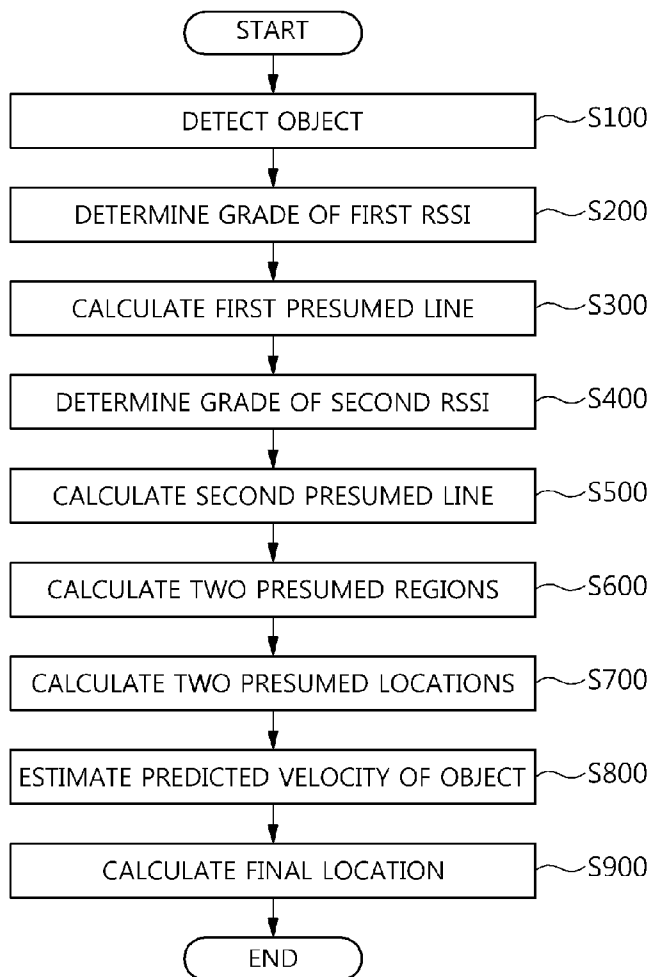 START
DETECT OBJECT S100
DETERMINE GRADE OF FIRST RSSI S200
CALCULATE FIRST PRESUMED LINE S300
DETERMINE GRADE OF SECOND RSSI S400
CALCULATE SECOND PRESUMED LINE S500
CALCULATE TWO PRESUMED REGIONS S600
CALCULATE TWO PRESUMED LOCATIONS S700
ESTIMATE PREDICTED VELOCITY OF OBJECT S800
CALCULATE FINAL LOCATION S900
END